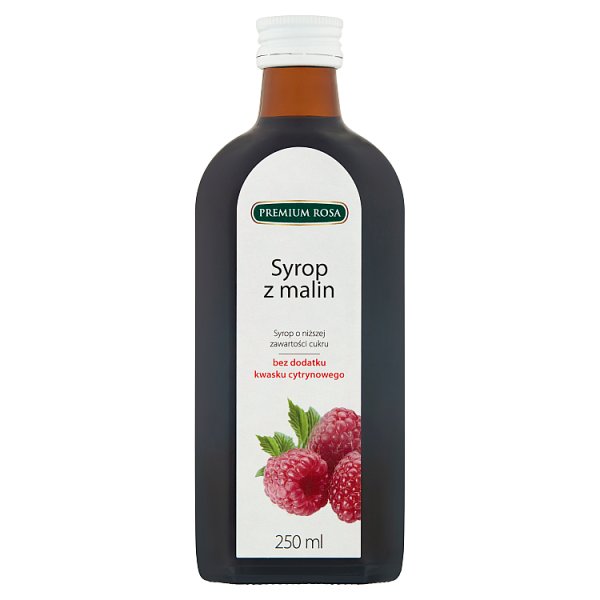 PREMIUM ROSA
Syrop
z malin
Syrop o niższej
zawartości cukru
bez dodatku
kwasku cytrynowego
250 ml